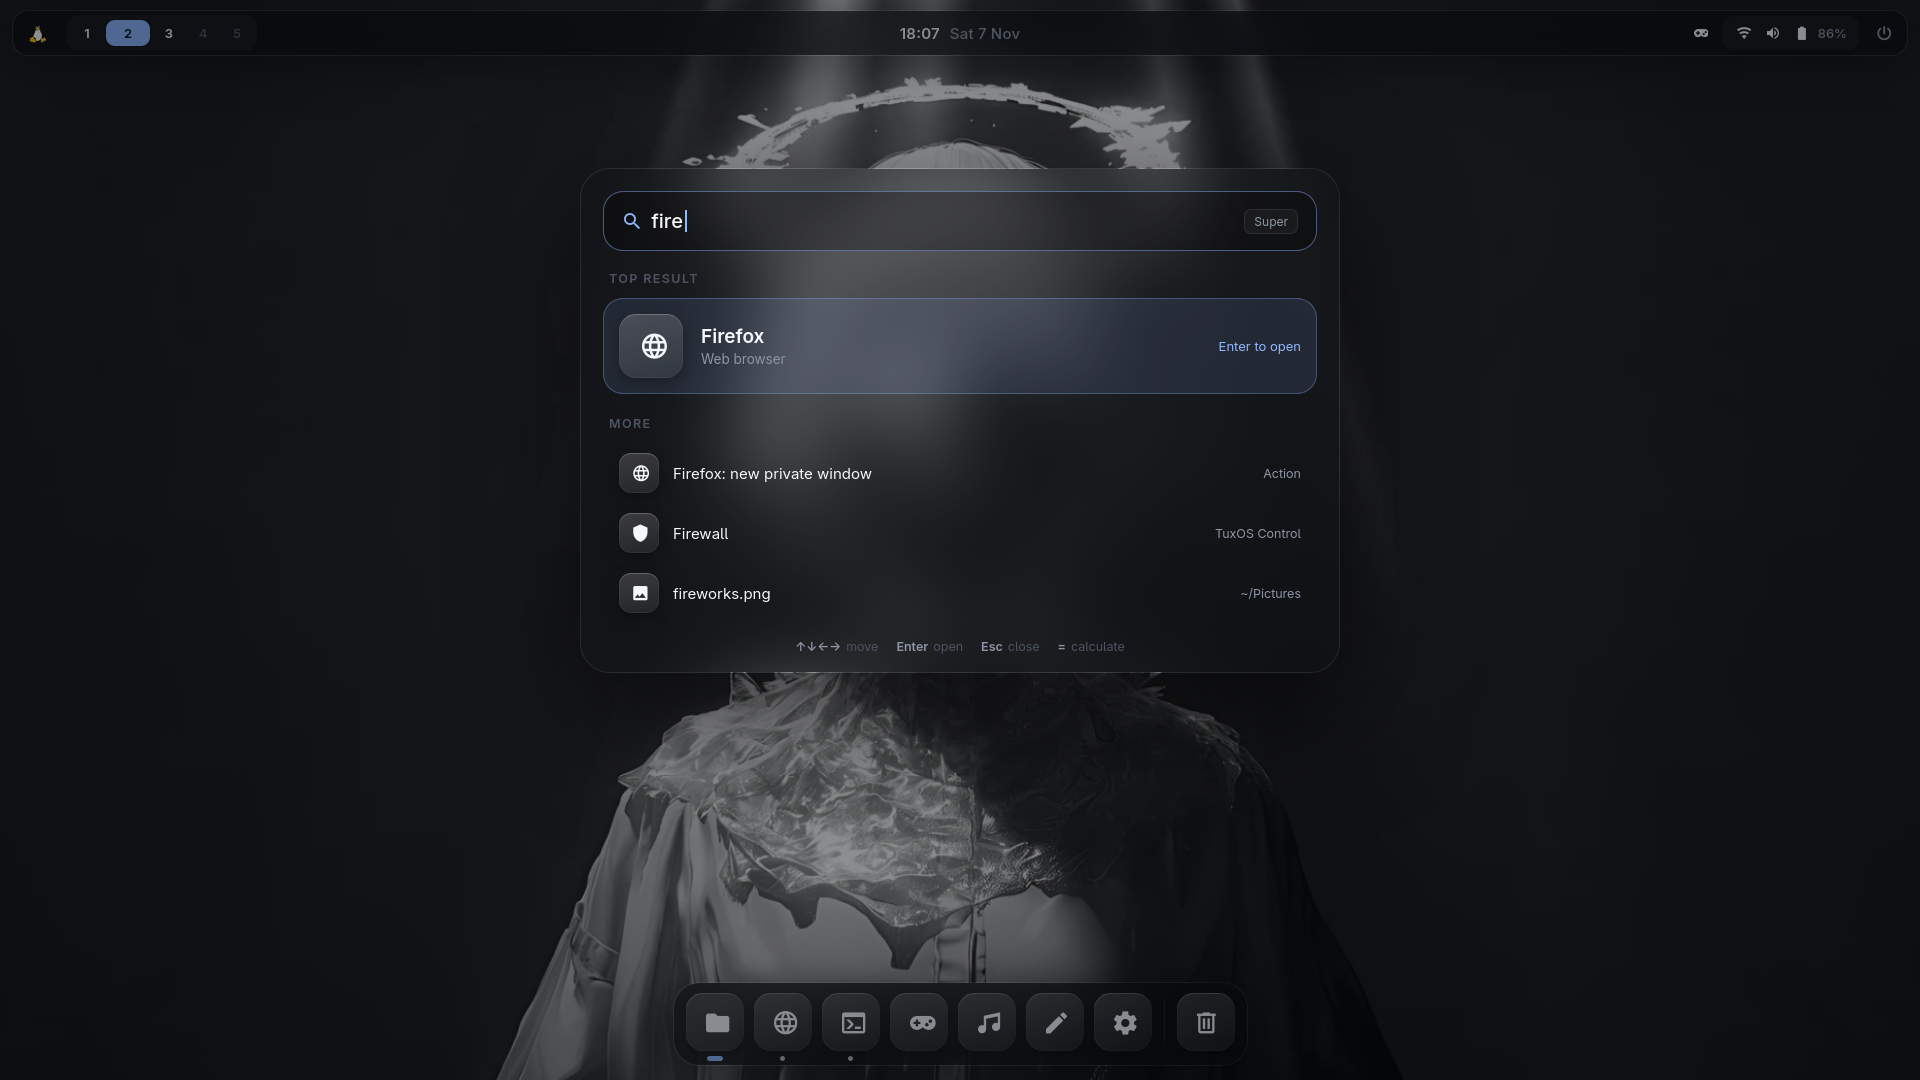 1 2 3 4 5
18:07 Sat 7 Nov
86%
fire
Super
TOP RESULT
Firefox
Web browser
Enter to open
MORE
Firefox: new private window
Action
Firewall
TuxOS Control
fireworks.png
~/Pictures
↑↓←→ move Enter open Esc close = calculate